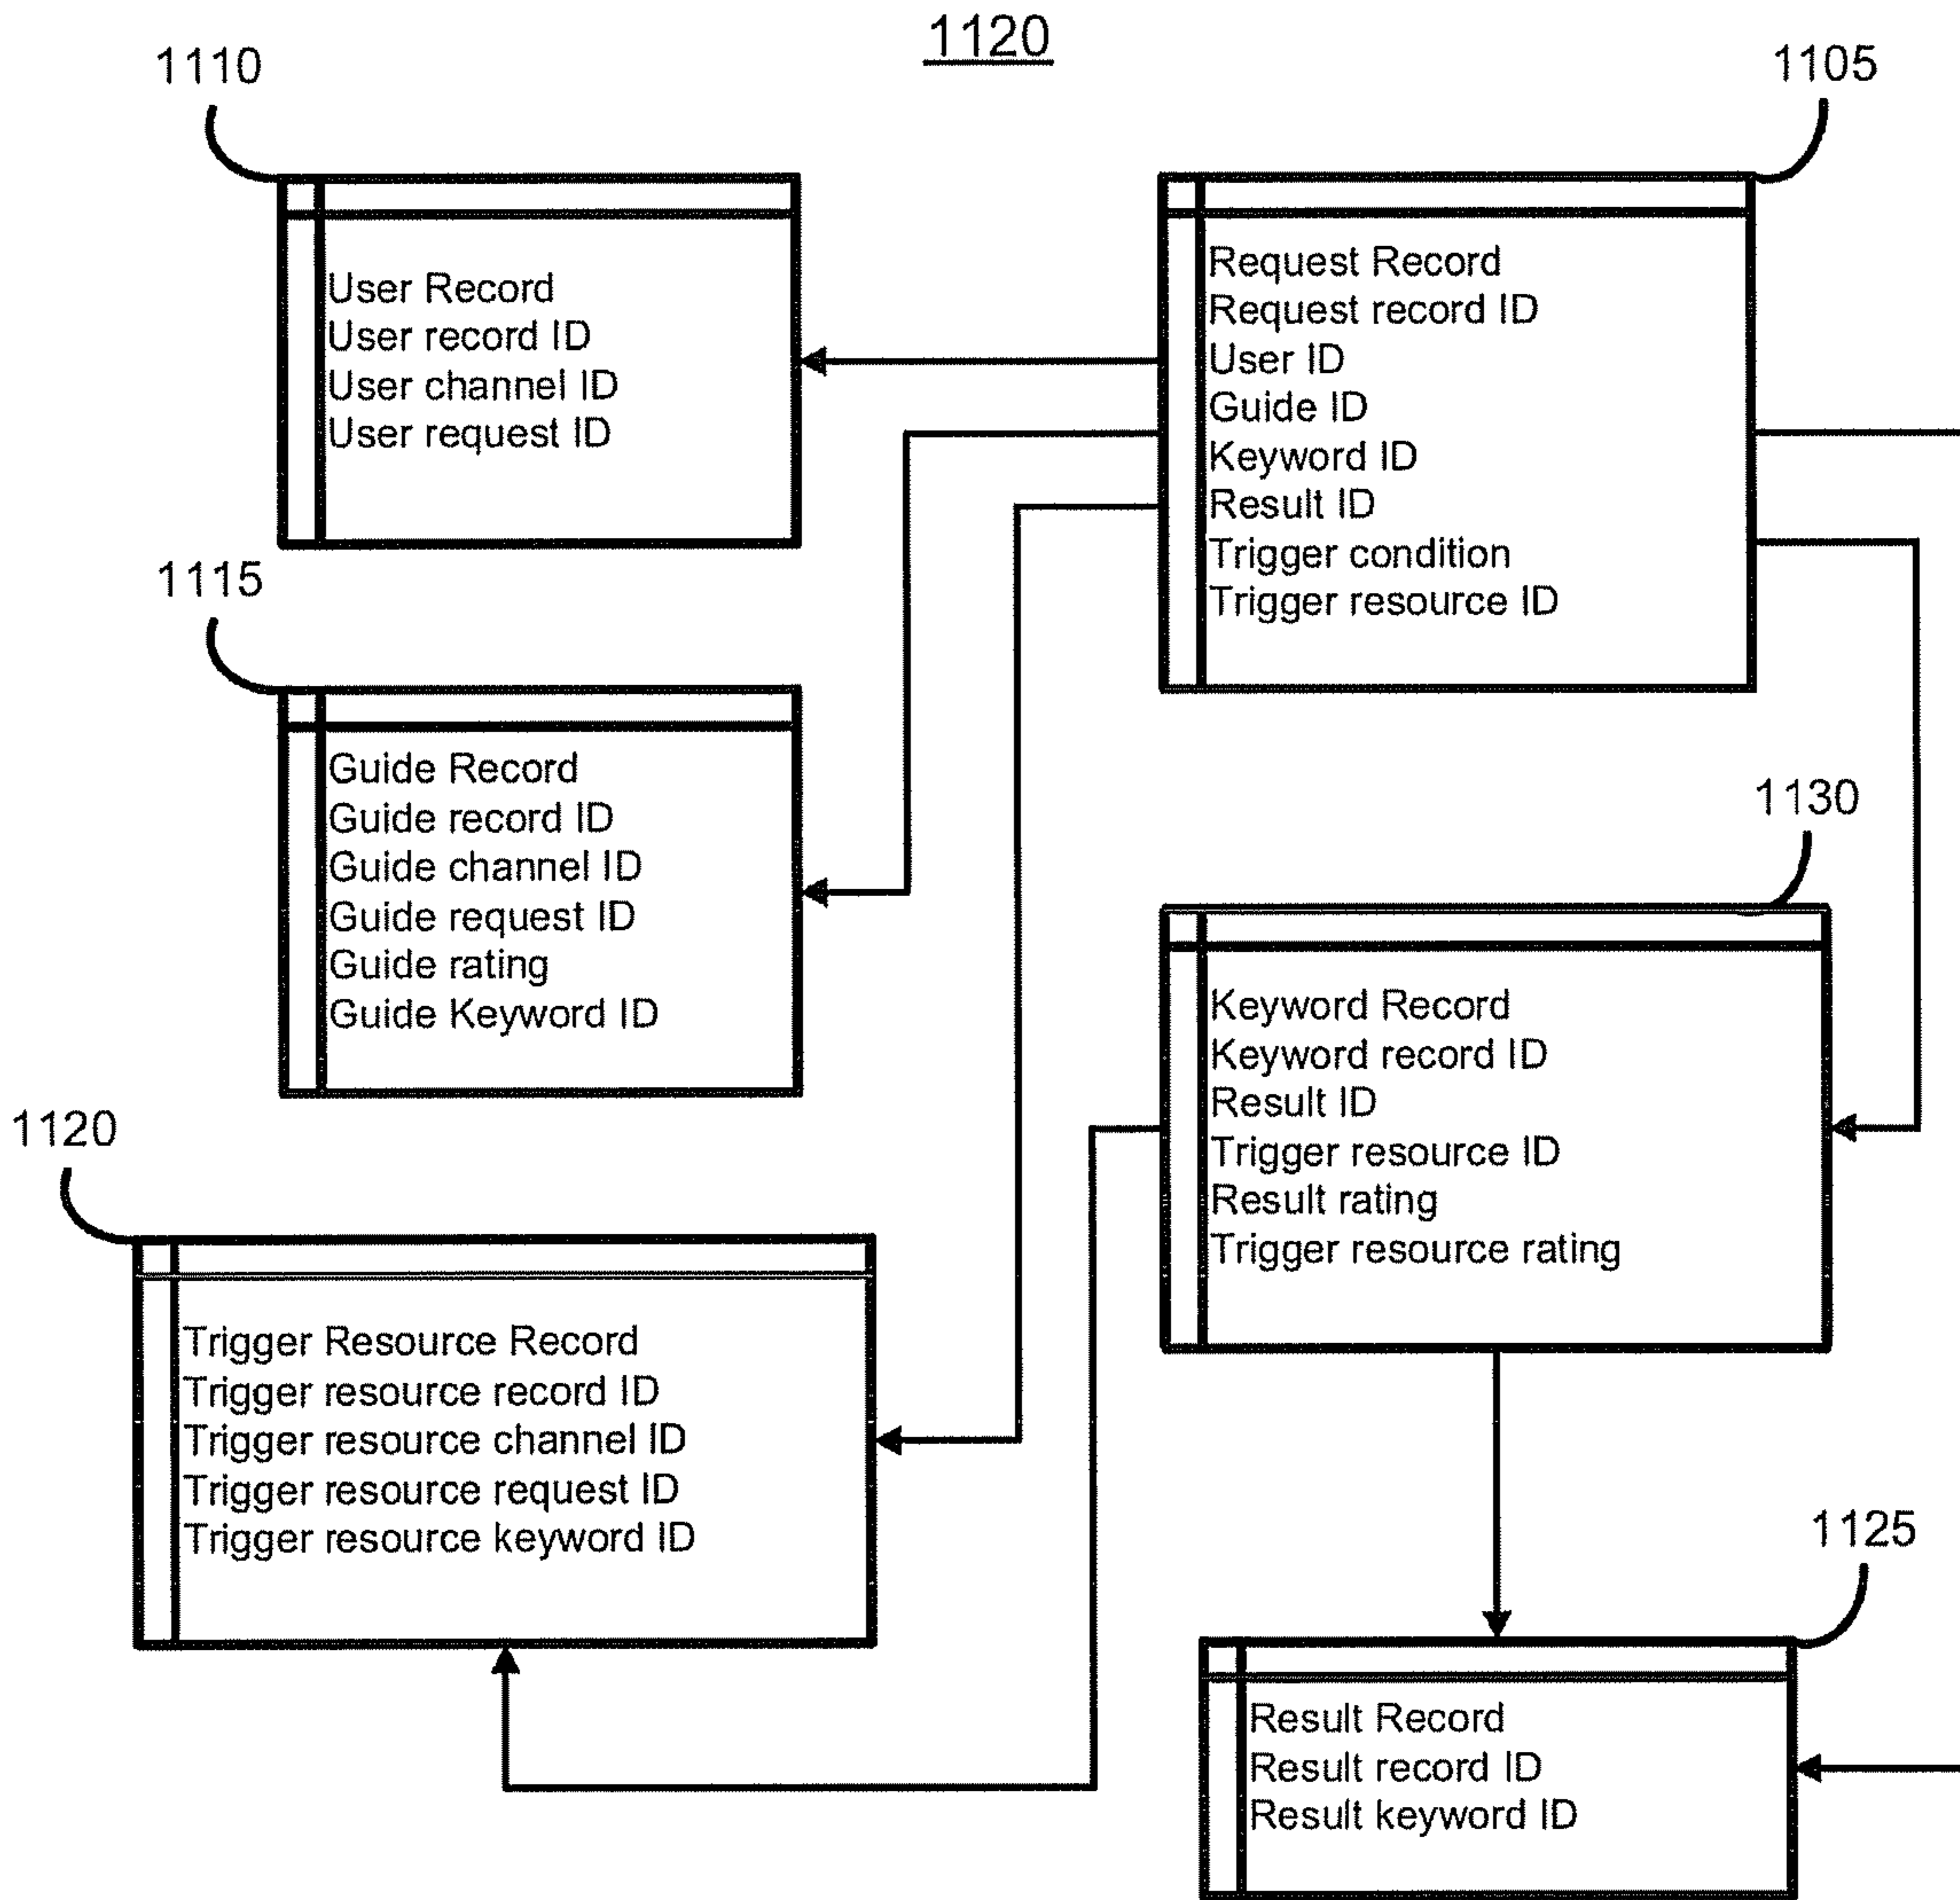 1120
1110
1105
User Record
User record ID
User channel ID
User request ID
Request Record
Request record ID
User ID
Guide ID
Keyword ID
Result ID
Trigger condition
Trigger resource ID
1115
Guide Record
Guide record ID
Guide channel ID
Guide request ID
Guide rating
Guide Keyword ID
1130
Keyword Record
Keyword record ID
Result ID
Trigger resource ID
Result rating
Trigger resource rating
1120
Trigger Resource Record
Trigger resource record ID
Trigger resource channel ID
Trigger resource request ID
Trigger resource keyword ID
1125
Result Record
Result record ID
Result keyword ID